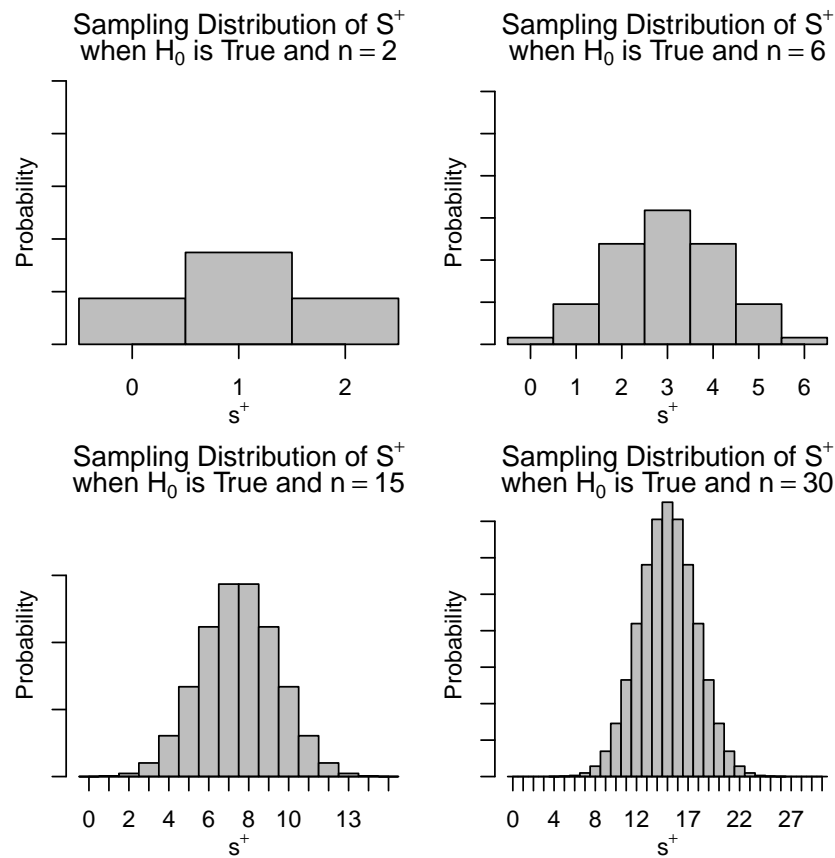 Sampling Distribution of S⁺
when H₀ is True and n = 2
Probability
0 1 2
s⁺
Sampling Distribution of S⁺
when H₀ is True and n = 6
Probability
0 1 2 3 4 5 6
s⁺
Sampling Distribution of S⁺
when H₀ is True and n = 15
Probability
0 2 4 6 8 10 13
s⁺
Sampling Distribution of S⁺
when H₀ is True and n = 30
Probability
0 4 8 12 17 22 27
s⁺